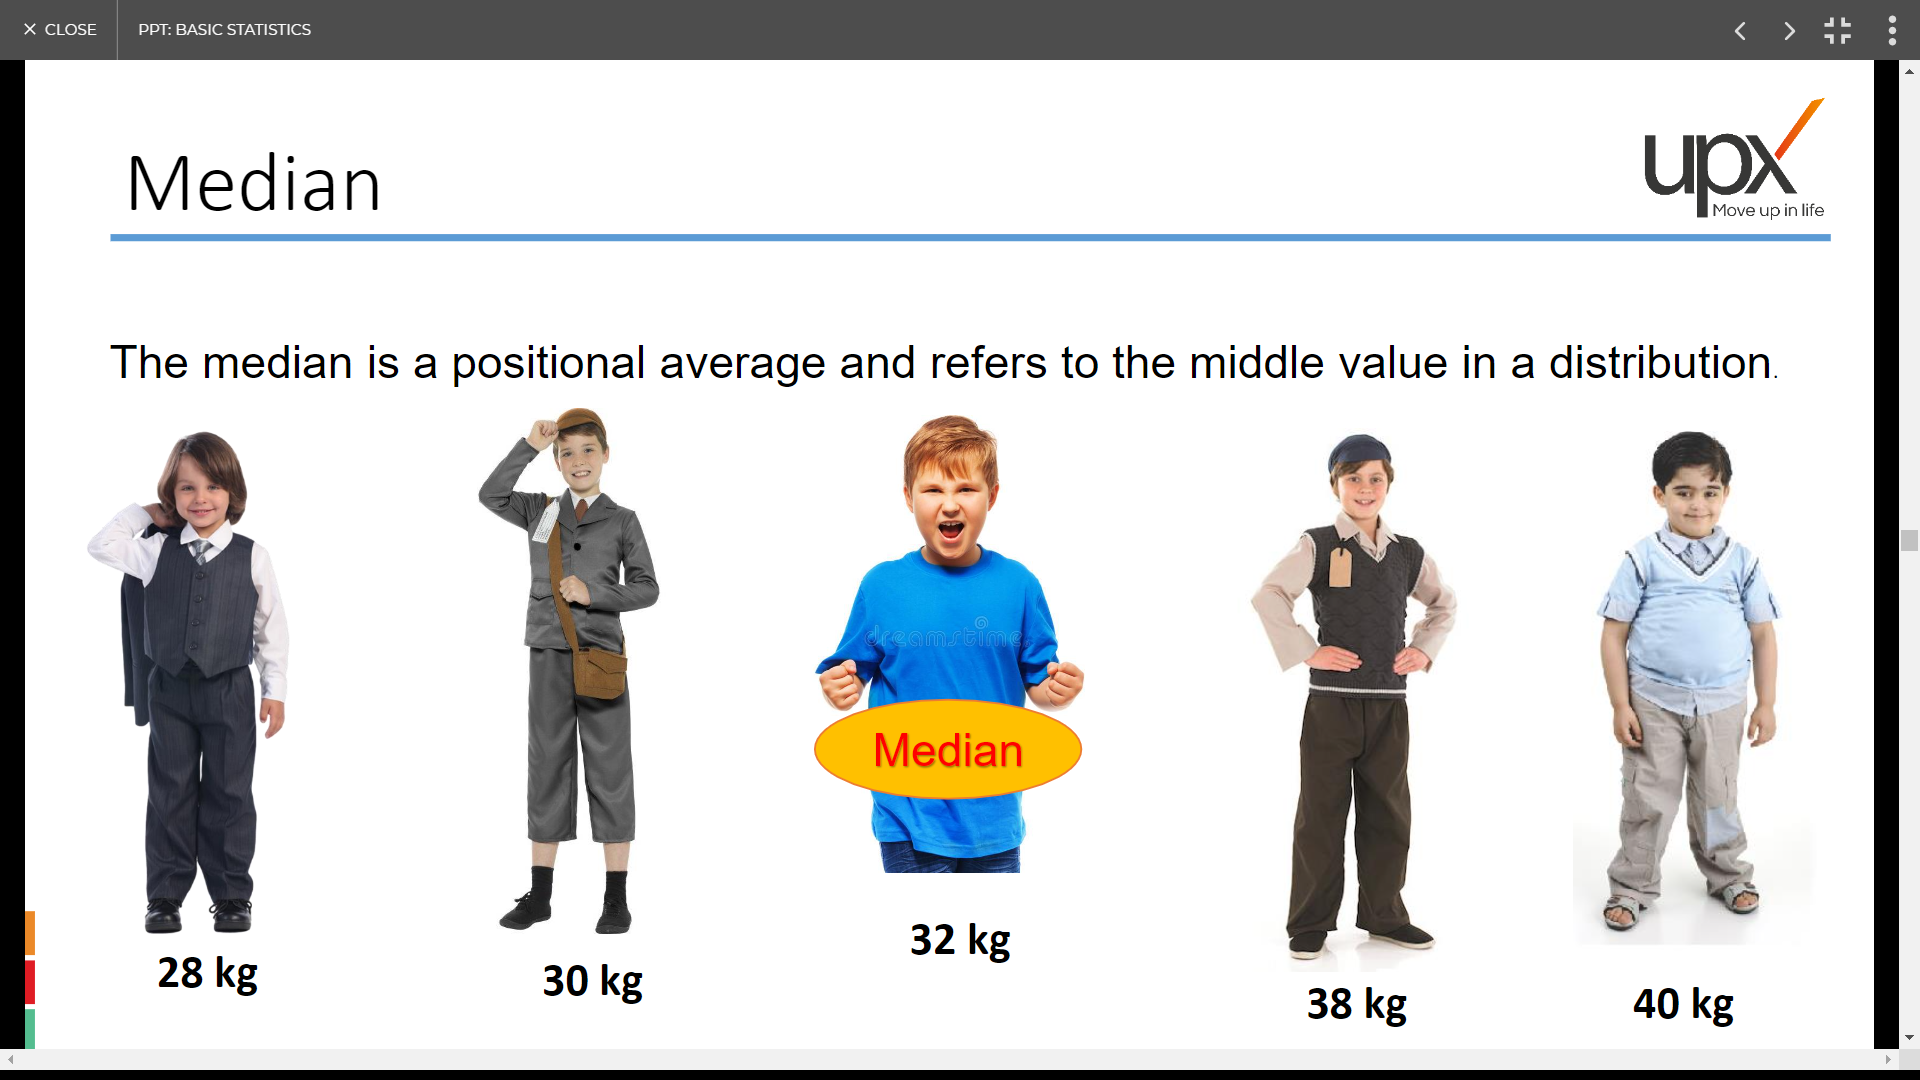 CLOSE
PPT: BASIC STATISTICS
upx
Move up in life
Median
The median is a positional average and refers to the middle value in a distribution.
dreamstime
Median
28 kg
30 kg
32 kg
38 kg
40 kg